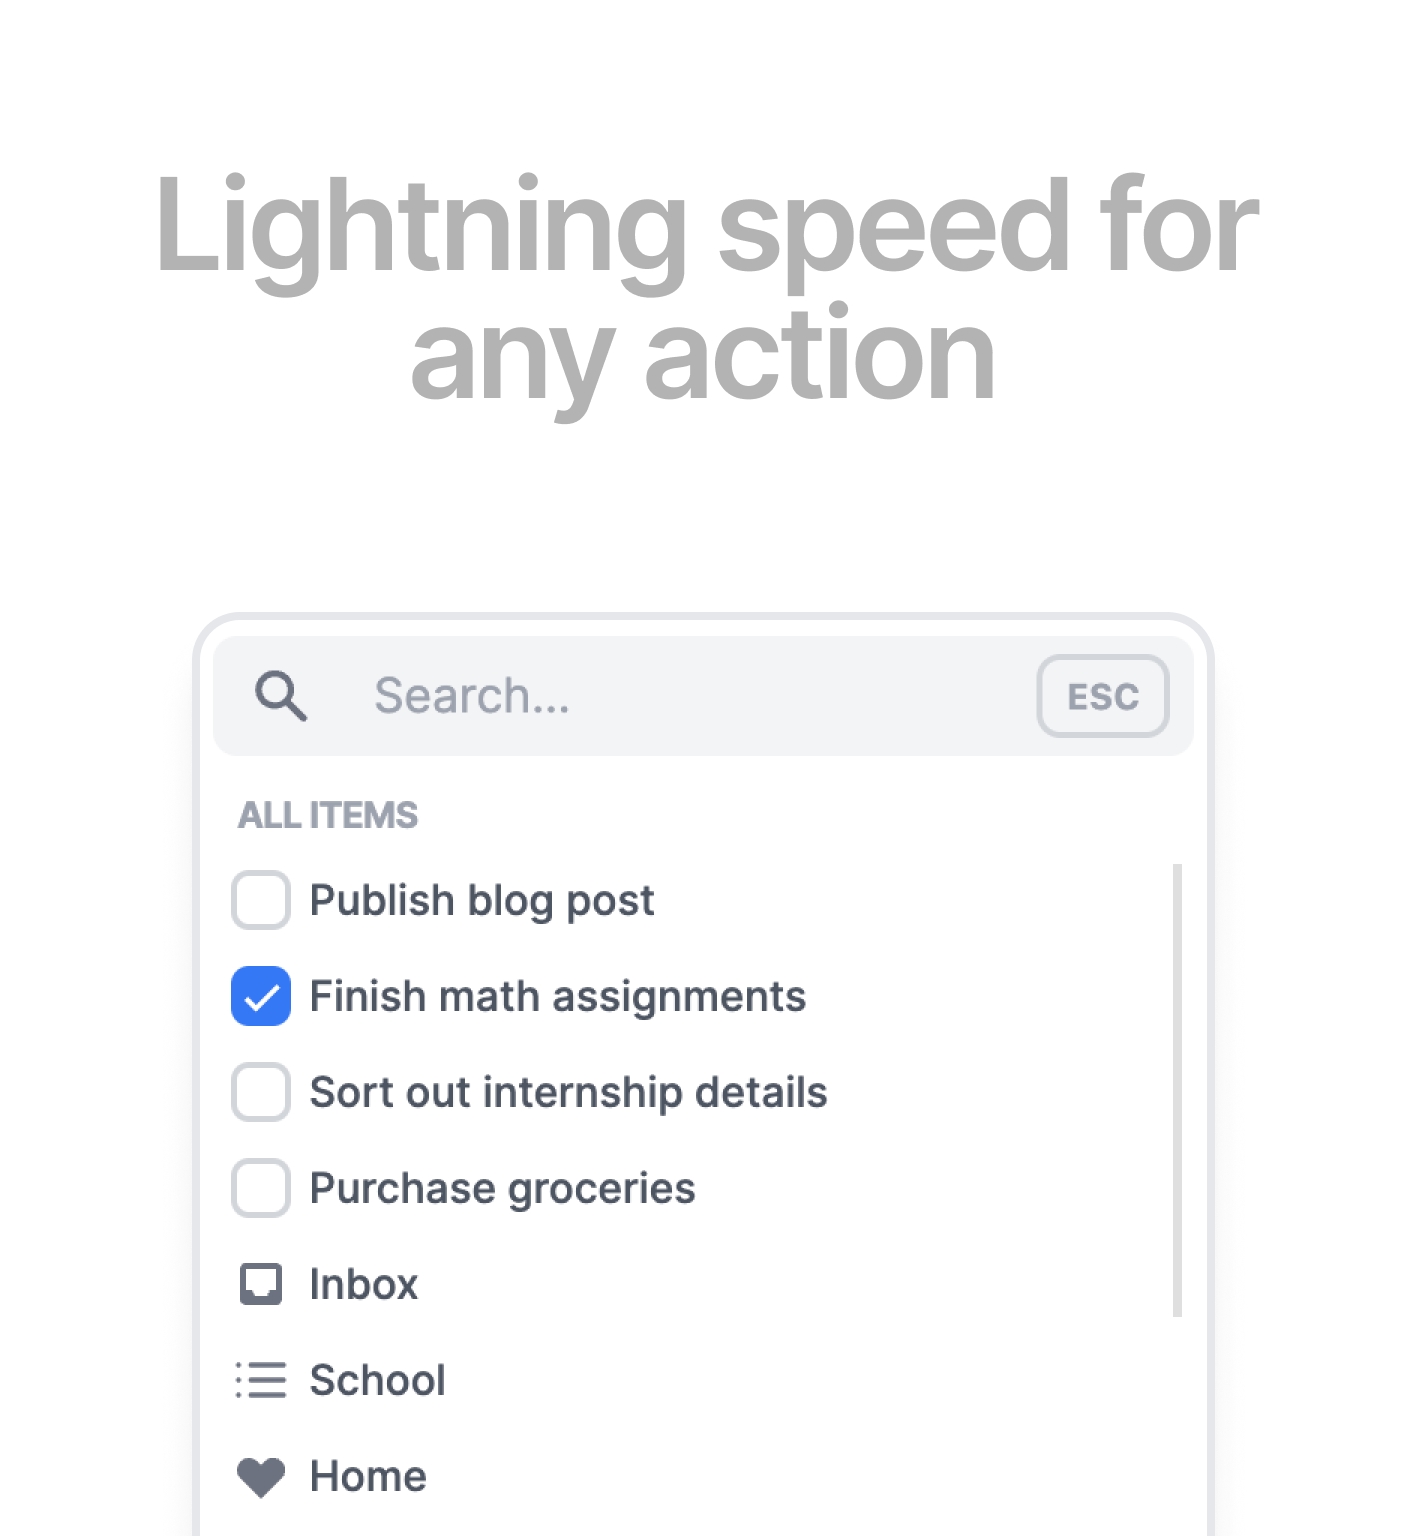 Lightning speed for
any action
Search...
ESC
ALL ITEMS
Publish blog post
Finish math assignments
Sort out internship details
Purchase groceries
Inbox
School
Home